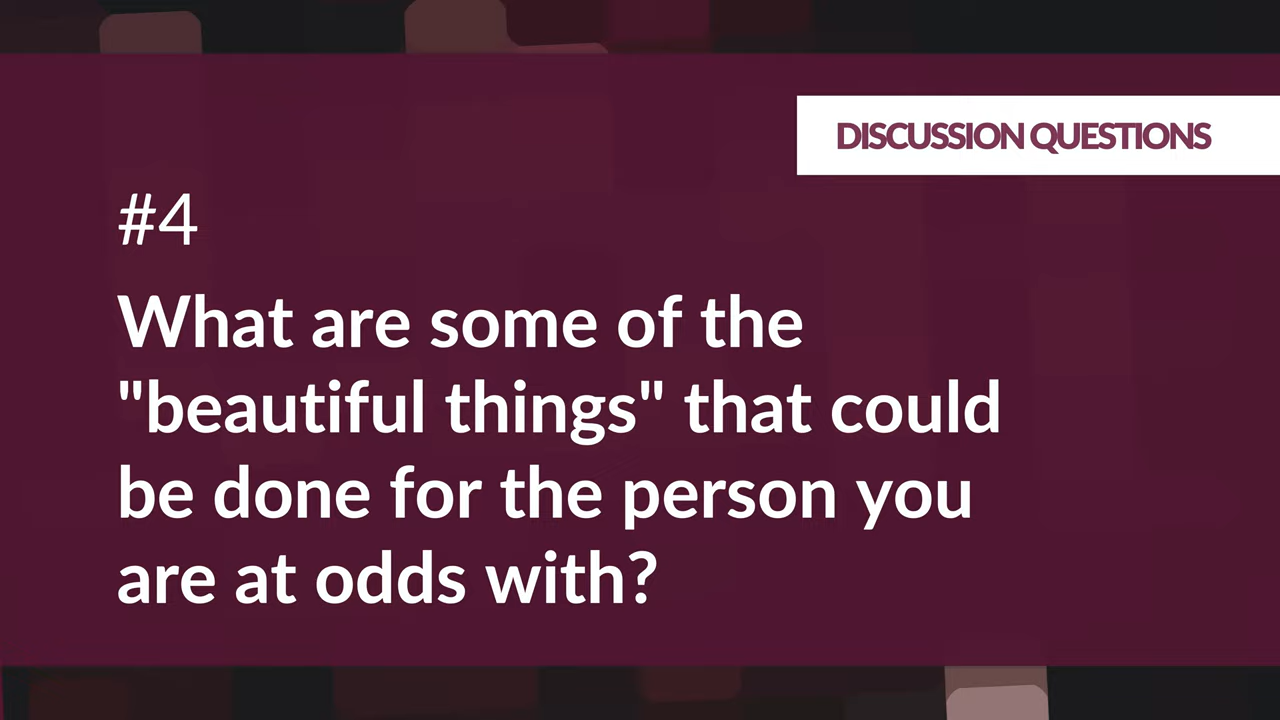 DISCUSSION QUESTIONS
#4
What are some of the
"beautiful things" that could
be done for the person you
are at odds with?